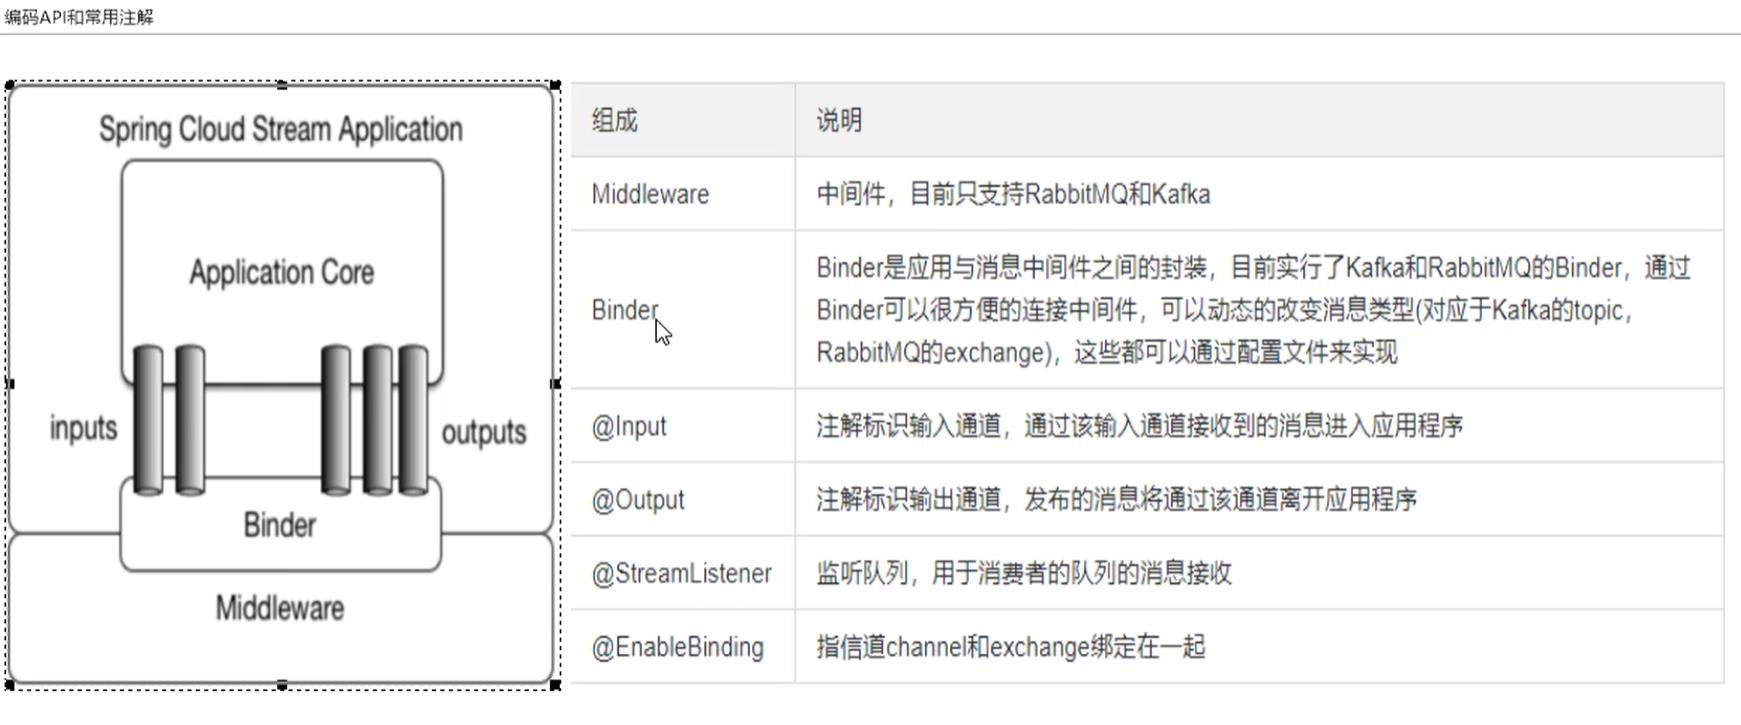 编码API和常用注解
Spring Cloud Stream Application
Application Core
inputs
outputs
Binder
Middleware
组成 说明
Middleware 中间件，目前只支持RabbitMQ和Kafka
Binder Binder是应用与消息中间件之间的封装，目前实行了Kafka和RabbitMQ的Binder，通过
Binder可以很方便的连接中间件，可以动态的改变消息类型(对应于Kafka的topic，
RabbitMQ的exchange)，这些都可以通过配置文件来实现
@Input 注解标识输入通道，通过该输入通道接收到的消息进入应用程序
@Output 注解标识输出通道，发布的消息将通过该通道离开应用程序
@StreamListener 监听队列，用于消费者的队列的消息接收
@EnableBinding 指信道channel和exchange绑定在一起